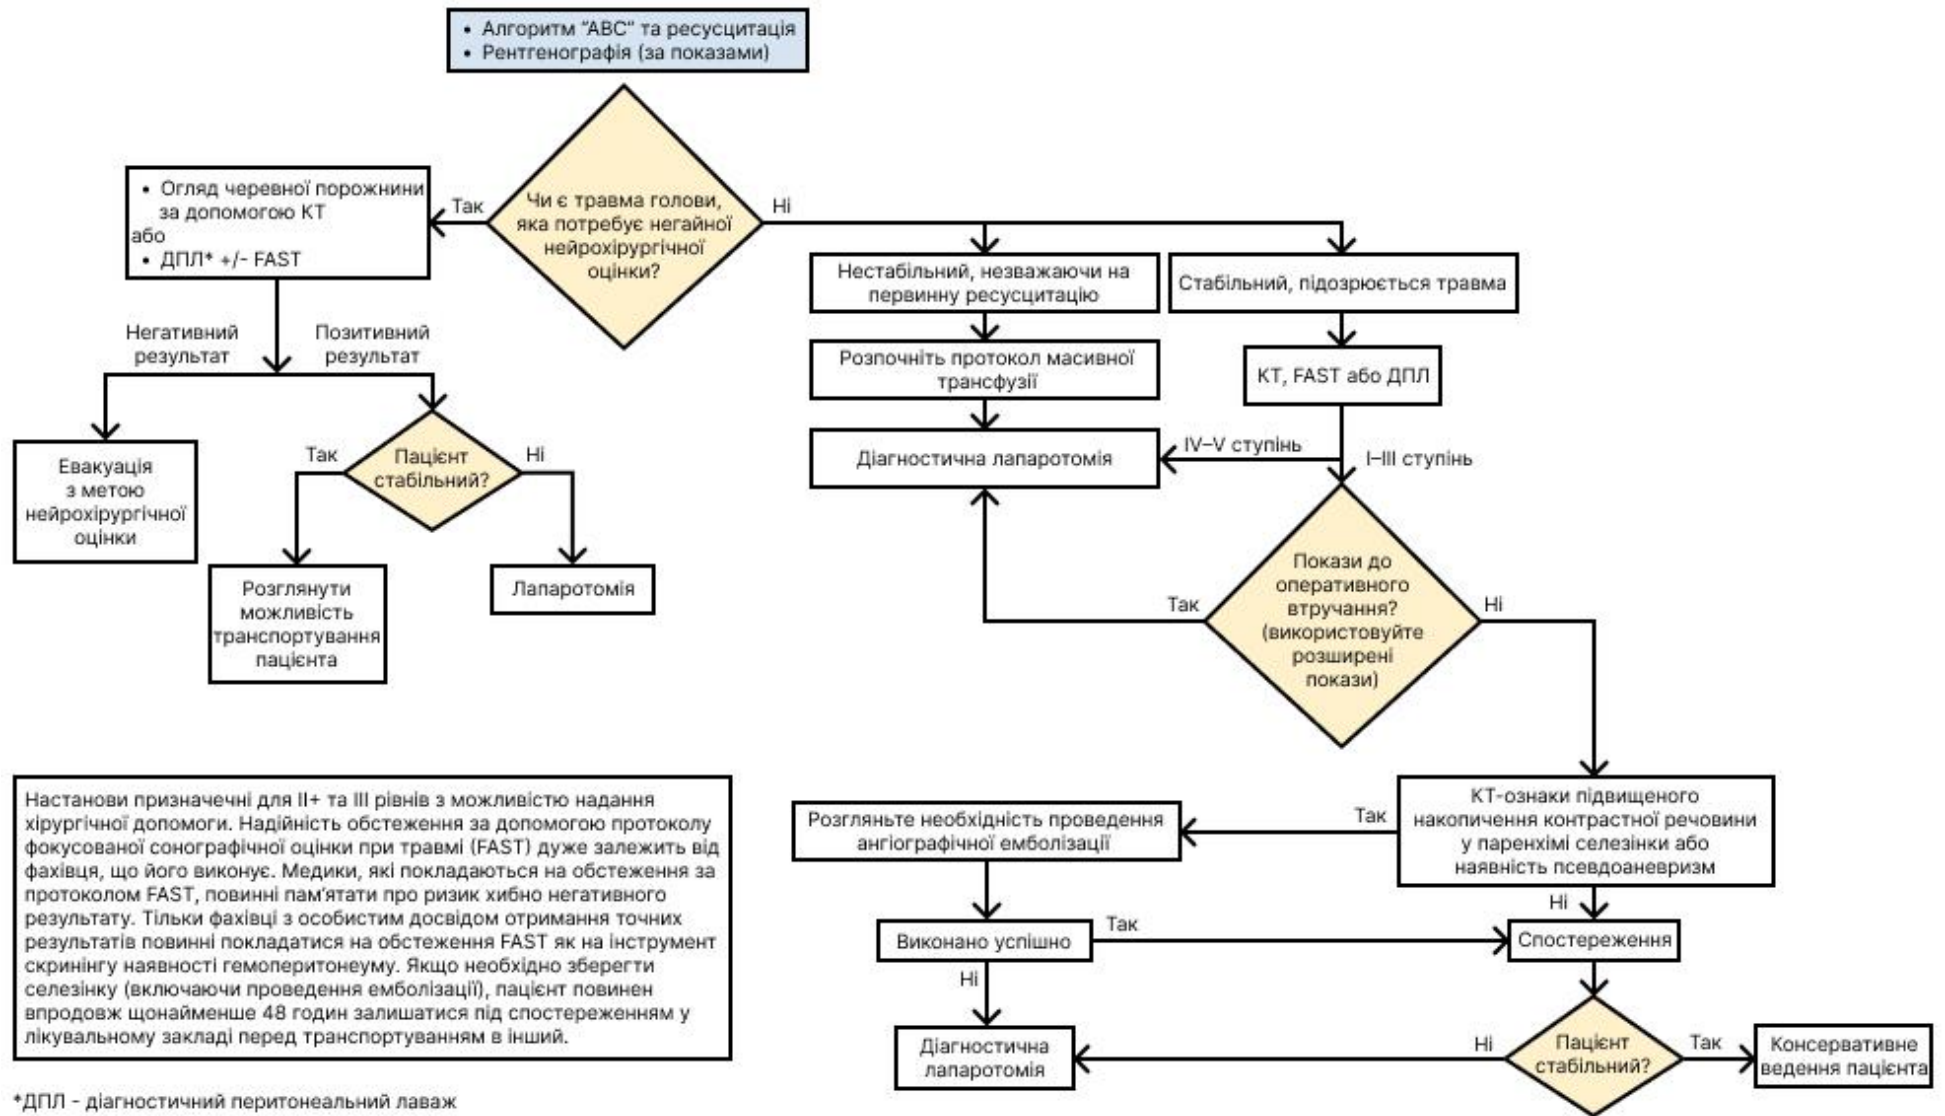 • Алгоритм “АВС“ та ресусцитація
• Рентгенографія (за показами)
Чи є травма голови,
яка потребує негайної
нейрохірургічної
оцінки?
Так
Ні
• Огляд черевної порожнини
за допомогою КТ
або
• ДПЛ* +/- FAST
Негативний
результат
Позитивний
результат
Евакуація
з метою
нейрохірургічної
оцінки
Пацієнт
стабільний?
Так
Ні
Розглянути
можливість
транспортування
пацієнта
Лапаротомія
Нестабільний, незважаючи на
первинну ресусцитацію
Розпочніть протокол масивної
трансфузії
Діагностична лапаротомія
Стабільний, підозрюється травма
КТ, FAST або ДПЛ
IV–V ступінь
I–III ступінь
Покази до
оперативного
втручання?
(використовуйте
розширені
покази)
Так
Ні
КТ-ознаки підвищеного
накопичення контрастної речовини
у паренхімі селезінки або
наявність псевдоаневризм
Так
Ні
Розгляньте необхідність проведення
ангіографічної емболізації
Виконано успішно
Так
Ні
Спостереження
Діагностична
лапаротомія
Пацієнт
стабільний?
Ні
Так
Консервативне
ведення пацієнта
Настанови призначечні для II+ та III рівнів з можливістю надання
хірургічної допомоги. Надійність обстеження за допомогою протоколу
фокусованої сонографічної оцінки при травмі (FAST) дуже залежить від
фахівця, що його виконує. Медики, які покладаються на обстеження за
протоколом FAST, повинні пам’ятати про ризик хибно негативного
результату. Тільки фахівці з особистим досвідом отримання точних
результатів повинні покладатися на обстеження FAST як на інструмент
скринінгу наявності гемоперитонеуму. Якщо необхідно зберегти
селезінку (включаючи проведення емболізації), пацієнт повинен
впродовж щонайменше 48 годин залишатися під спостереженням у
лікувальному закладі перед транспортуванням в інший.
*ДПЛ - діагностичний перитонеальний лаваж